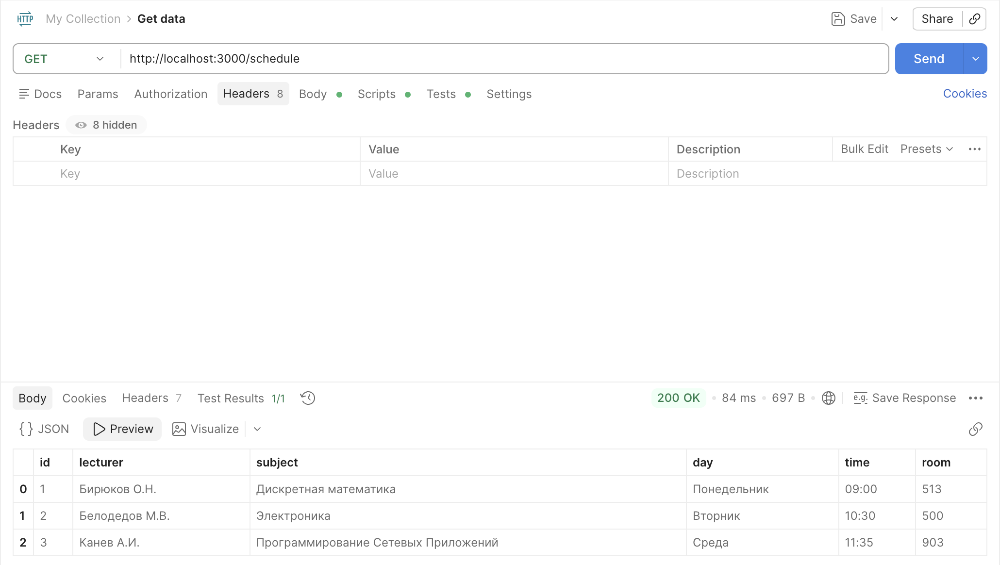 HTTP My Collection > Get data Save Share
GET http://localhost:3000/schedule Send
Docs Params Authorization Headers 8 Body Scripts Tests Settings Cookies
Headers 8 hidden
Key Value Description Bulk Edit Presets
Key Value Description
Body Cookies Headers 7 Test Results 1/1 200 OK • 84 ms • 697 B • e.g. Save Response
{ } JSON Preview Visualize
id lecturer subject day time room
0 1 Бирюков О.Н. Дискретная математика Понедельник 09:00 513
1 2 Белодедов М.В. Электроника Вторник 10:30 500
2 3 Канев А.И. Программирование Сетевых Приложений Среда 11:35 903